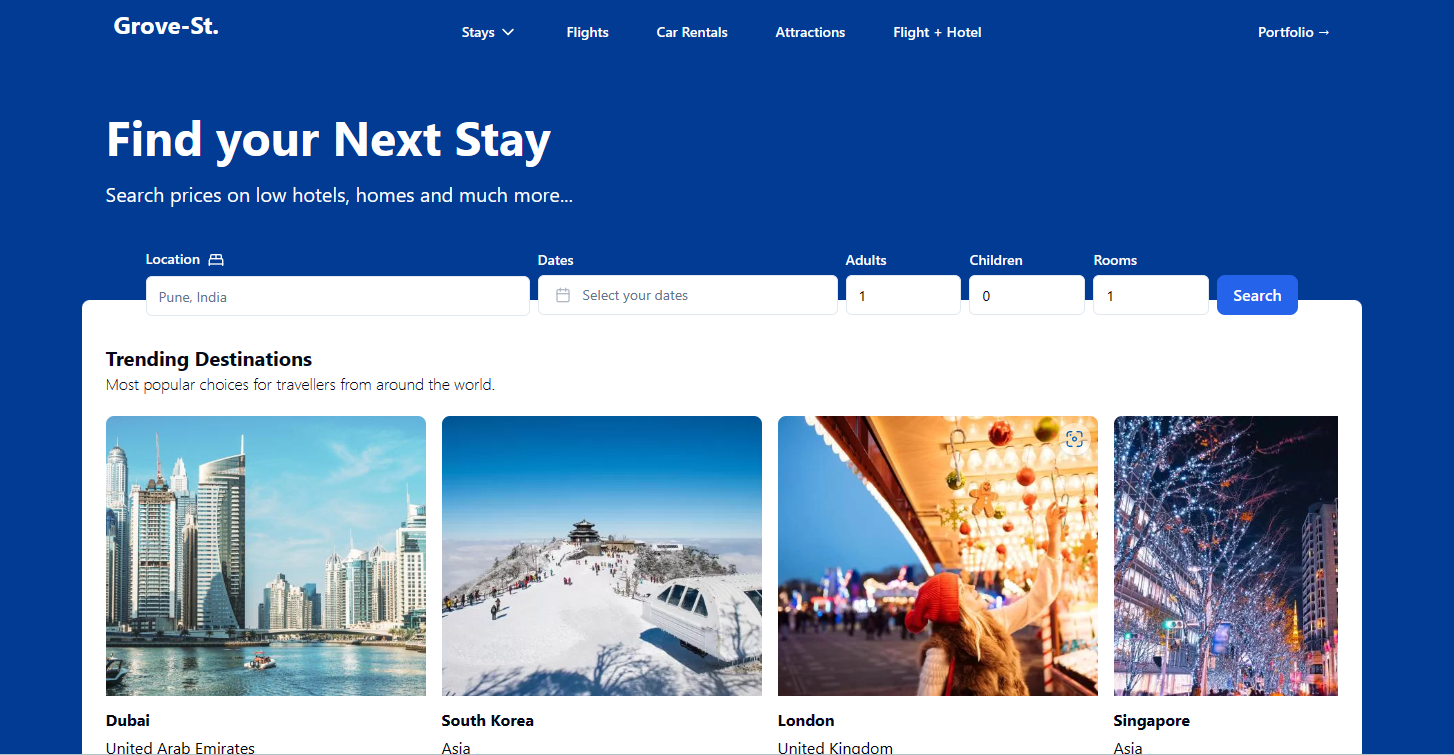 Grove-St.
Stays
Flights
Car Rentals
Attractions
Flight + Hotel
Portfolio →
Find your Next Stay
Search prices on low hotels, homes and much more...
Location
Dates
Adults
Children
Rooms
Pune, India
Select your dates
1
0
1
Search
Trending Destinations
Most popular choices for travellers from around the world.
Dubai
South Korea
London
Singapore
United Arab Emirates
Asia
United Kingdom
Asia